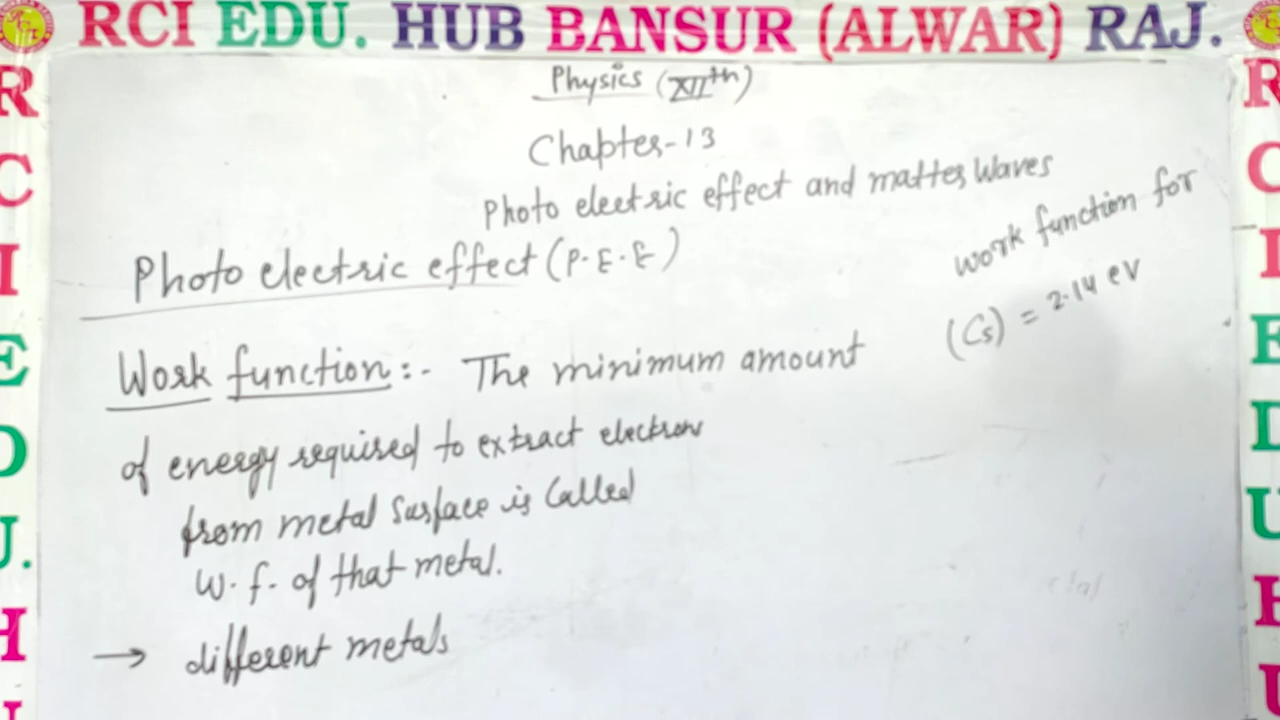 RCI EDU. HUB BANSUR (ALWAR) RAJ.
Physics (XIIth)
Chapter-13
Photo electric effect and matter waves
Photo electric effect (P.E.E)
work function for
(Cs) = 2.14 eV
Work function :- The minimum amount
of energy required to extract electron
from metal surface is called
w.f. of that metal.
→ different metals
R
C
I
E
D
U.
H
R
C
I
E
D
U
H
U